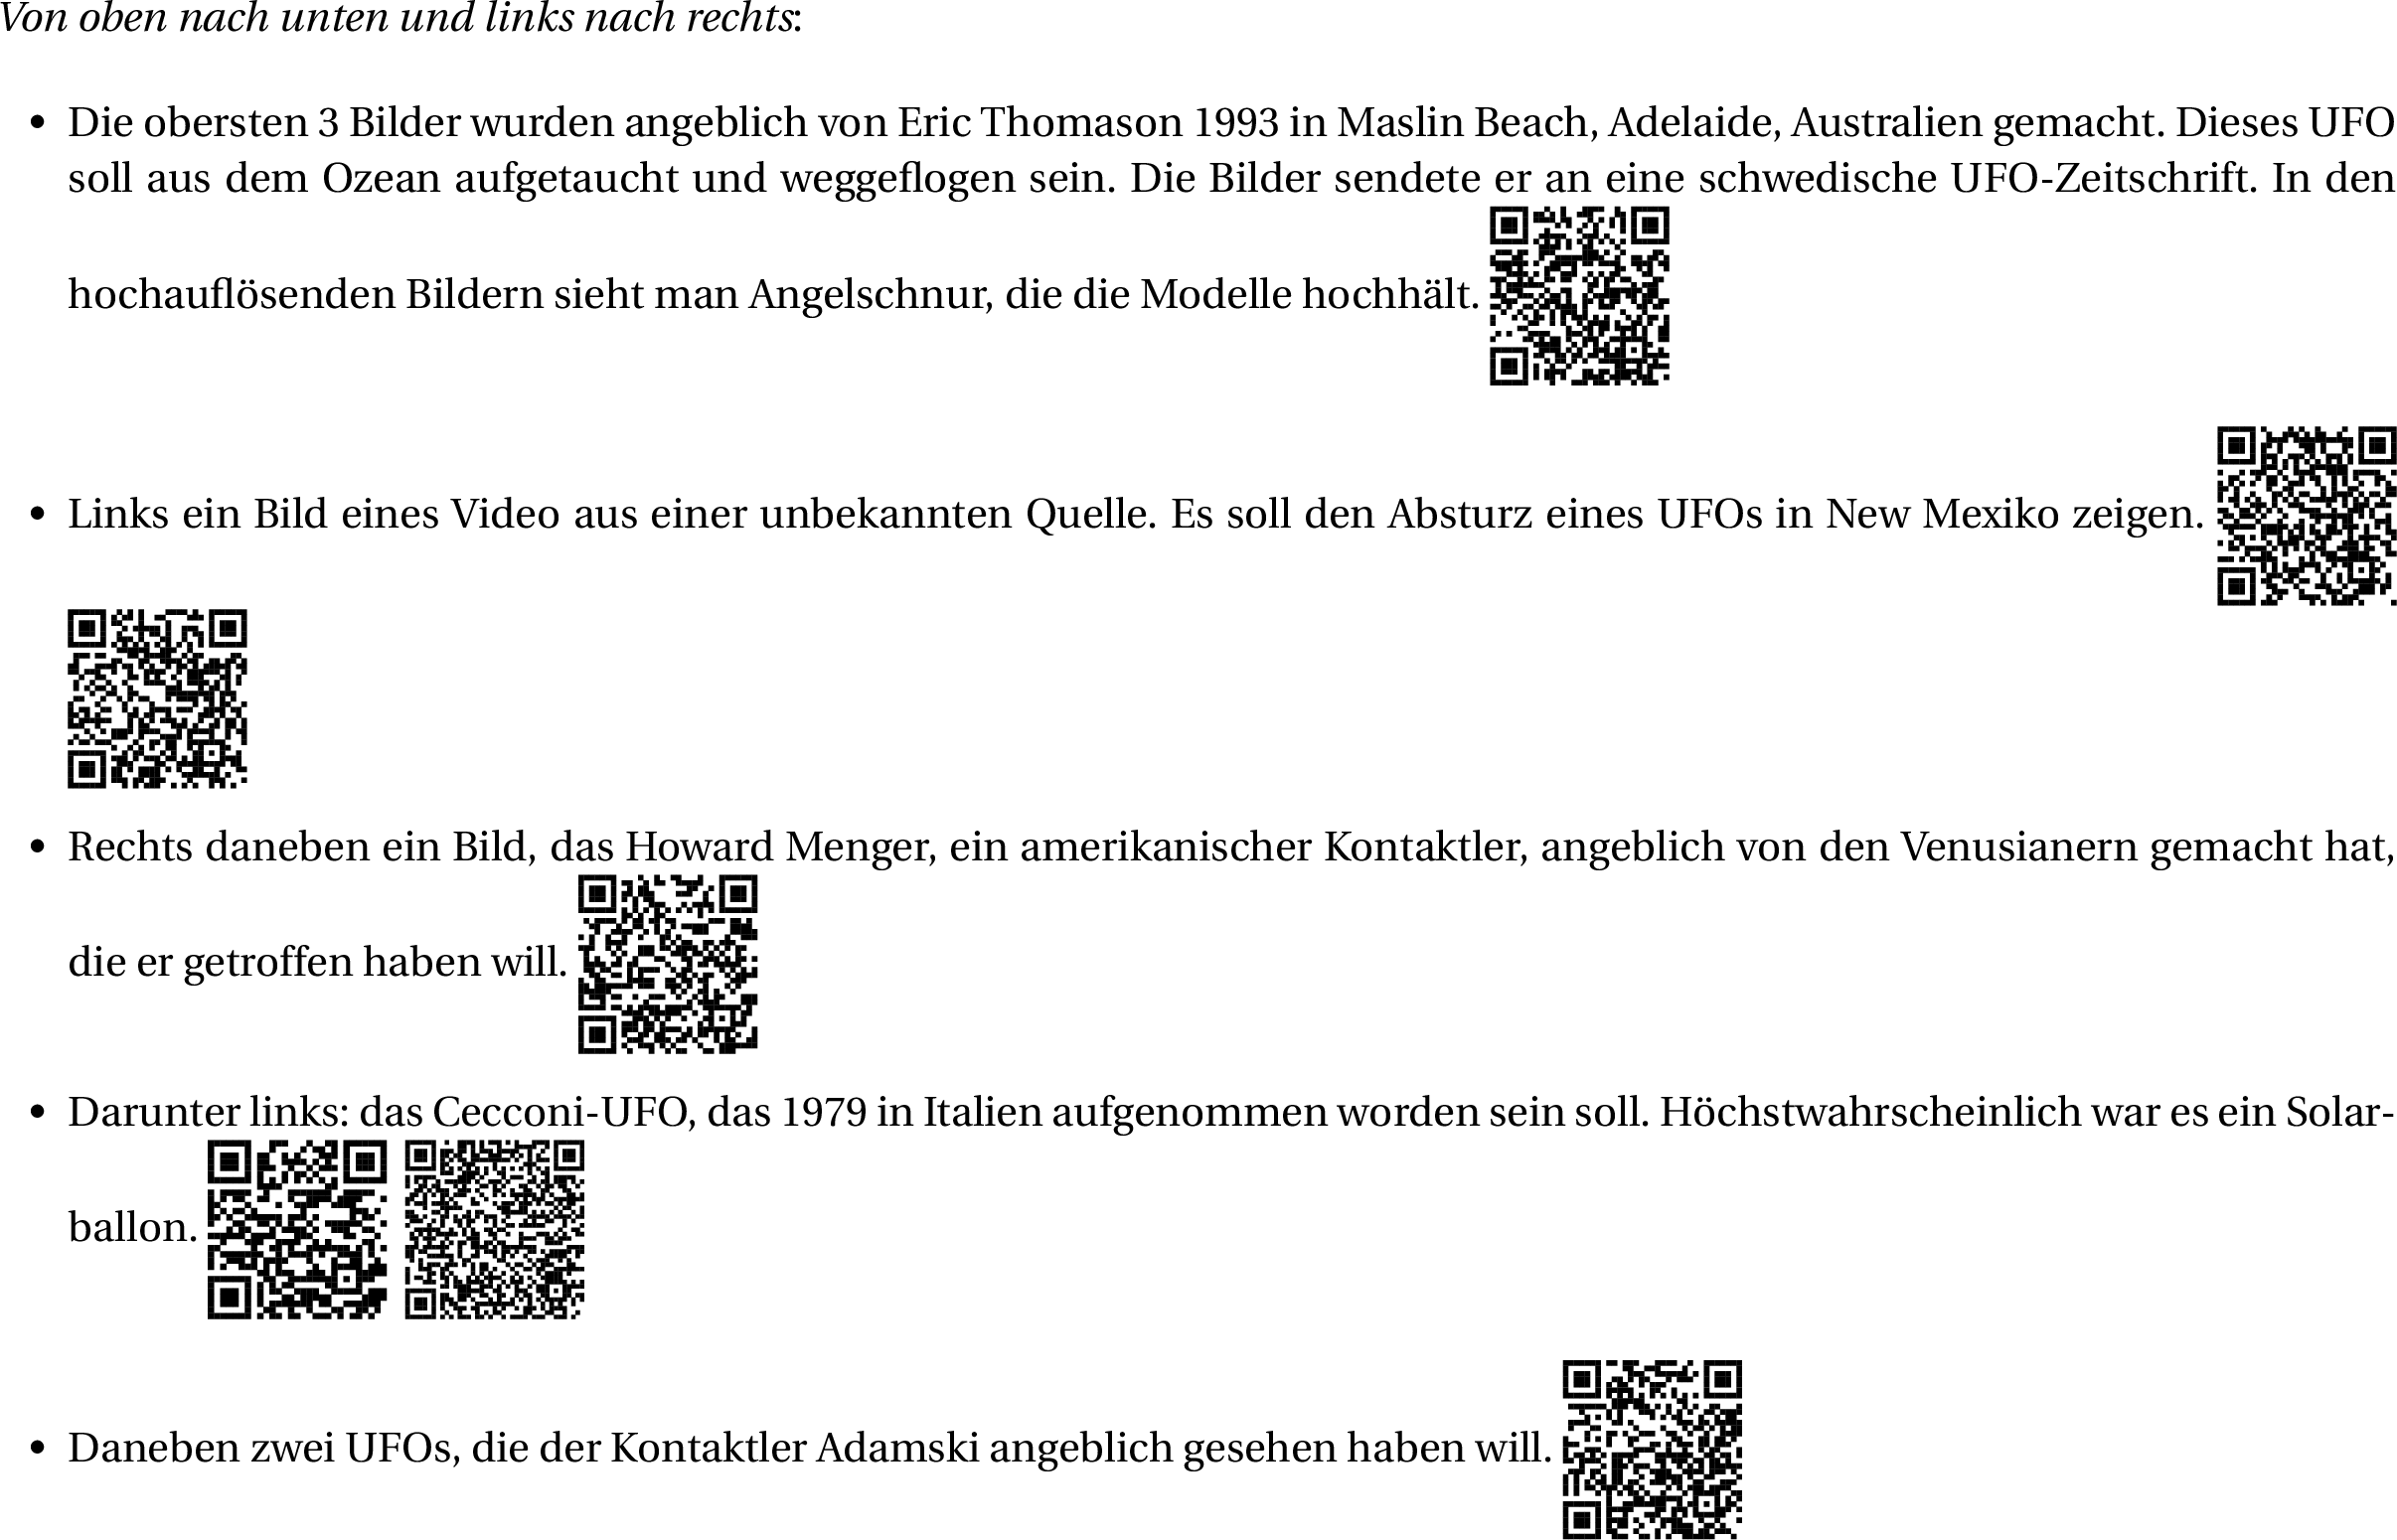 Von oben nach unten und links nach rechts:
• Die obersten 3 Bilder wurden angeblich von Eric Thomason 1993 in Maslin Beach, Adelaide, Australien gemacht. Dieses UFO
soll aus dem Ozean aufgetaucht und weggeflogen sein. Die Bilder sendete er an eine schwedische UFO-Zeitschrift. In den
hochauflösenden Bildern sieht man Angelschnur, die die Modelle hochhält.
• Links ein Bild eines Video aus einer unbekannten Quelle. Es soll den Absturz eines UFOs in New Mexiko zeigen.
• Rechts daneben ein Bild, das Howard Menger, ein amerikanischer Kontaktler, angeblich von den Venusianern gemacht hat,
die er getroffen haben will.
• Darunter links: das Cecconi-UFO, das 1979 in Italien aufgenommen worden sein soll. Höchstwahrscheinlich war es ein Solar-
ballon.
• Daneben zwei UFOs, die der Kontaktler Adamski angeblich gesehen haben will.